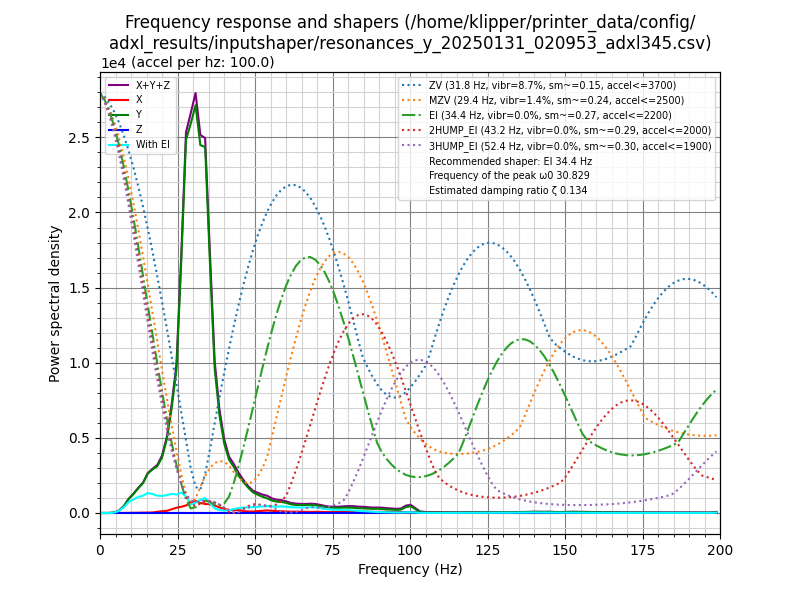 Frequency response and shapers (/home/klipper/printer_data/config/
adxl_results/inputshaper/resonances_y_20250131_020953_adxl345.csv)
1e4 (accel per hz: 100.0)
X+Y+Z
X
Y
Z
With EI
ZV (31.8 Hz, vibr=8.7%, sm~=0.15, accel<=3700)
MZV (29.4 Hz, vibr=1.4%, sm~=0.24, accel<=2500)
EI (34.4 Hz, vibr=0.0%, sm~=0.27, accel<=2200)
2HUMP_EI (43.2 Hz, vibr=0.0%, sm~=0.29, accel<=2000)
3HUMP_EI (52.4 Hz, vibr=0.0%, sm~=0.30, accel<=1900)
Recommended shaper: EI 34.4 Hz
Frequency of the peak ω0 30.829
Estimated damping ratio ζ 0.134
Power spectral density
2.5
2.0
1.5
1.0
0.5
0.0
0 25 50 75 100 125 150 175 200
Frequency (Hz)